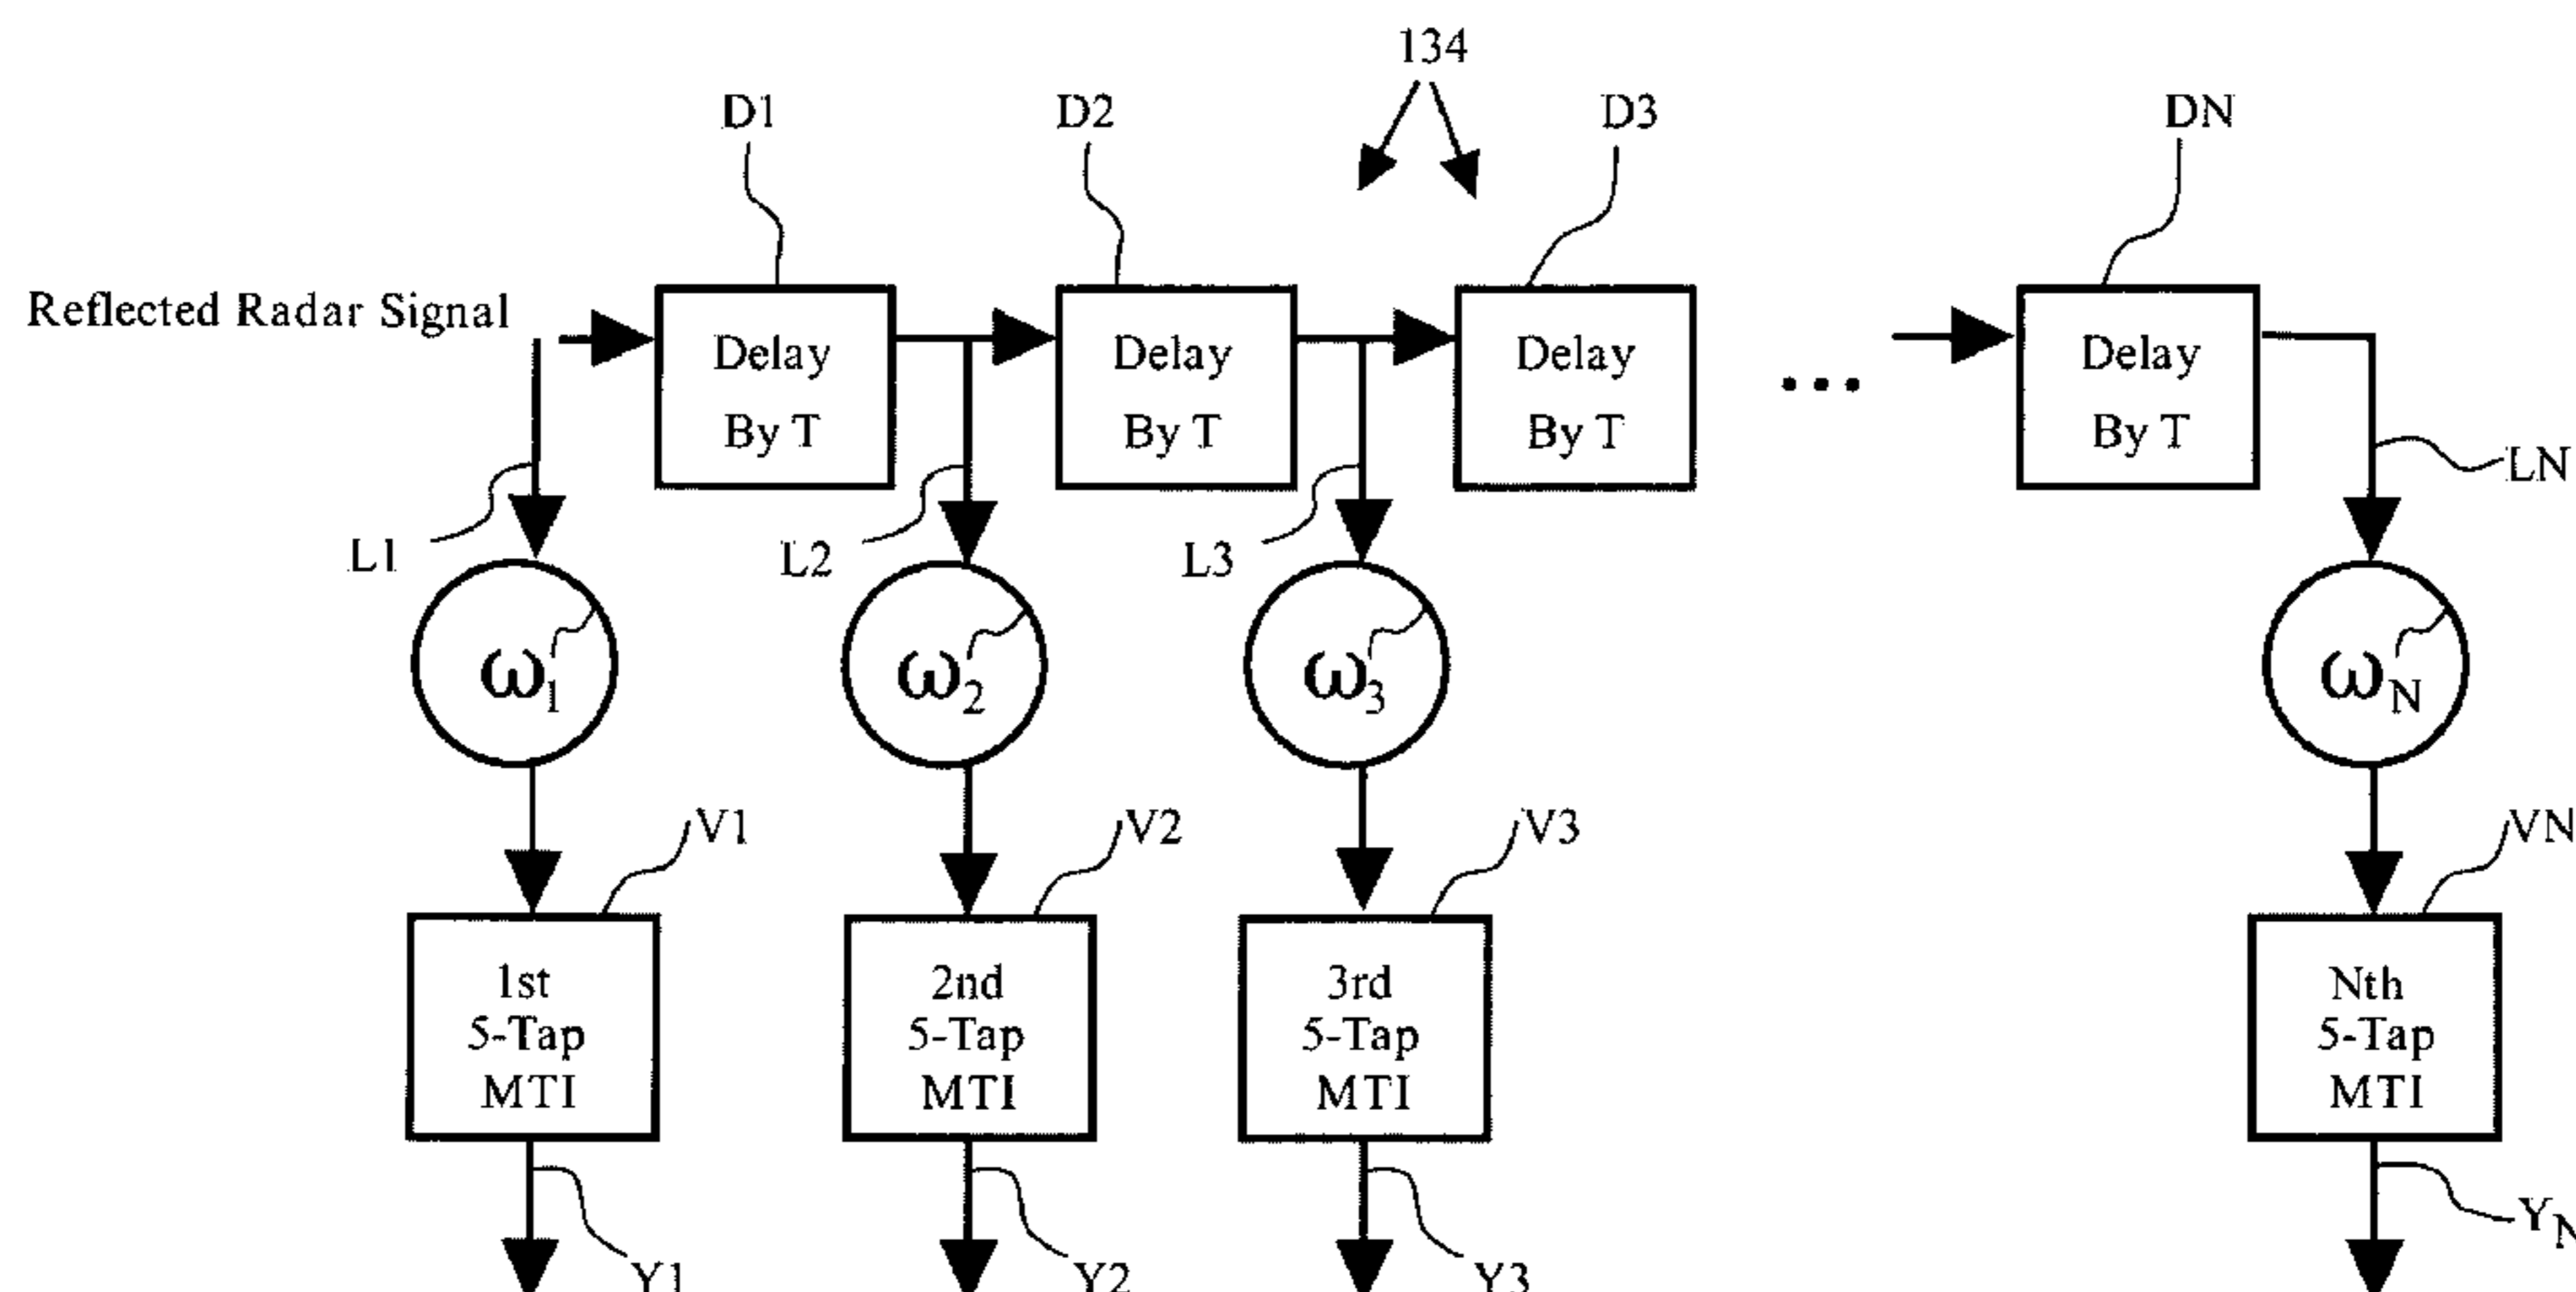 134
D1
D2
D3
DN
Reflected Radar Signal
Delay
By T
Delay
By T
Delay
By T
...
Delay
By T
L1
L2
L3
LN
ω1
ω2
ω3
ωN
V1
V2
V3
VN
1st
5-Tap
MTI
2nd
5-Tap
MTI
3rd
5-Tap
MTI
Nth
5-Tap
MTI
Y1
Y2
Y3
YN